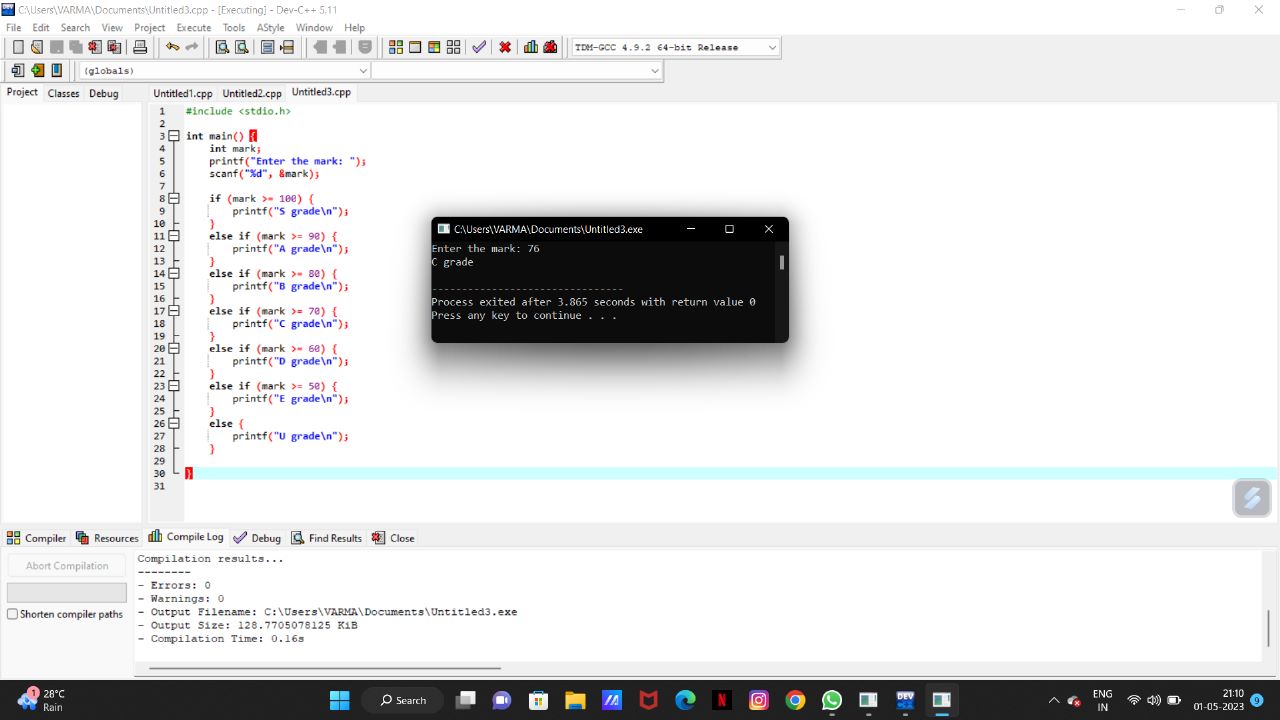 C:\Users\VARMA\Documents\Untitled3.cpp - [Executing] - Dev-C++ 5.11
File Edit Search View Project Execute Tools AStyle Window Help
TDM-GCC 4.9.2 64-bit Release
(globals)
Project Classes Debug
Untitled1.cpp Untitled2.cpp Untitled3.cpp
1 #include <stdio.h>
2
3 int main() {
4 int mark;
5 printf("Enter the mark: ");
6 scanf("%d", &mark);
7
8 if (mark >= 100) {
9 printf("S grade\n");
10 }
11 else if (mark >= 90) {
12 printf("A grade\n");
13 }
14 else if (mark >= 80) {
15 printf("B grade\n");
16 }
17 else if (mark >= 70) {
18 printf("C grade\n");
19 }
20 else if (mark >= 60) {
21 printf("D grade\n");
22 }
23 else if (mark >= 50) {
24 printf("E grade\n");
25 }
26 else {
27 printf("U grade\n");
28 }
29
30 }
31
C:\Users\VARMA\Documents\Untitled3.exe
Enter the mark: 76
C grade
--------------------------------
Process exited after 3.865 seconds with return value 0
Press any key to continue . . .
Compiler Resources Compile Log Debug Find Results Close
Abort Compilation
Shorten compiler paths
Compilation results...
--------
- Errors: 0
- Warnings: 0
- Output Filename: C:\Users\VARMA\Documents\Untitled3.exe
- Output Size: 128.7705078125 KiB
- Compilation Time: 0.16s
1
28°C
Rain
Search
N
DEV
ENG
IN
21:10
01-05-2023
9